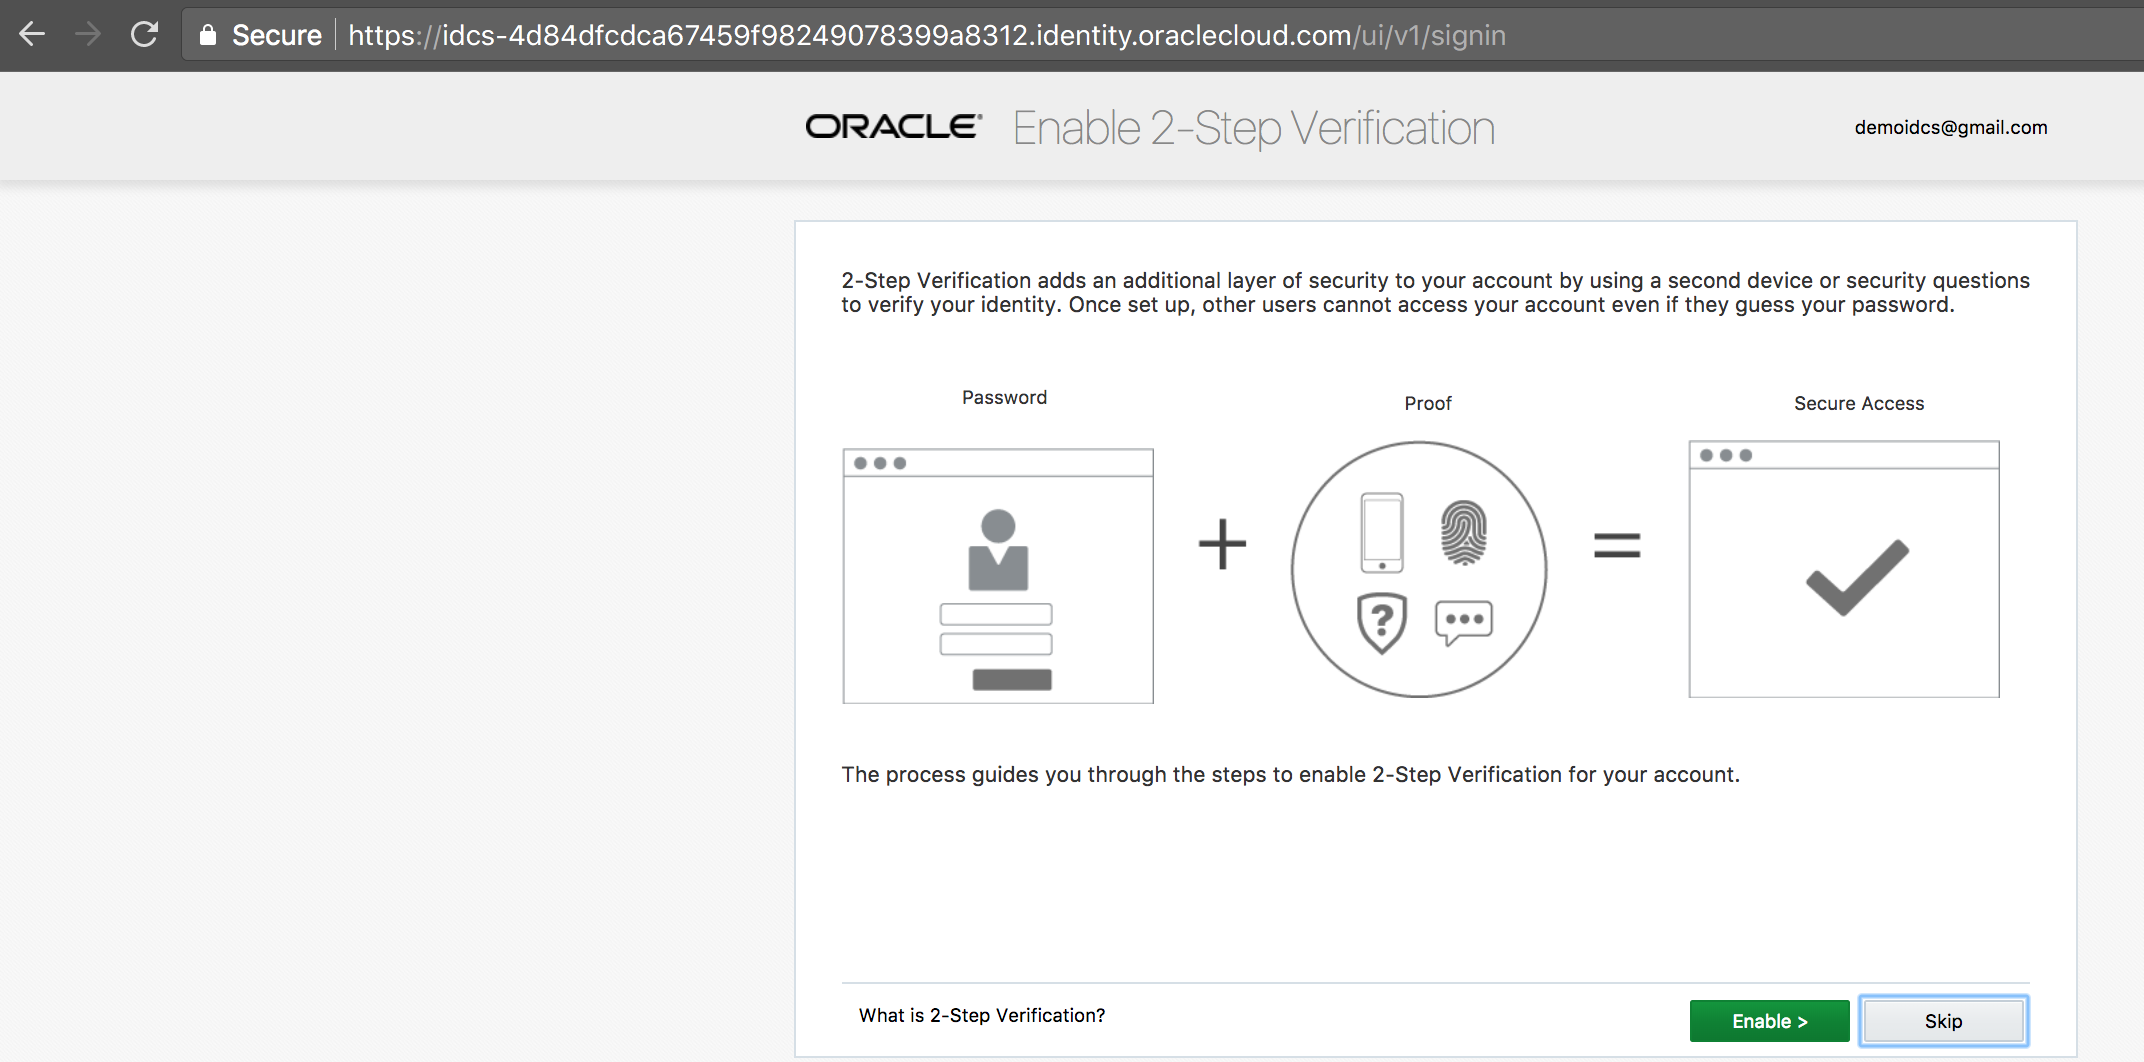 Secure https://idcs-4d84dfcdca67459f98249078399a8312.identity.oraclecloud.com/ui/v1/signin
ORACLE® Enable 2-Step Verification demoidcs@gmail.com
2-Step Verification adds an additional layer of security to your account by using a second device or security questions
to verify your identity. Once set up, other users cannot access your account even if they guess your password.
Password Proof Secure Access
The process guides you through the steps to enable 2-Step Verification for your account.
What is 2-Step Verification? Enable > Skip